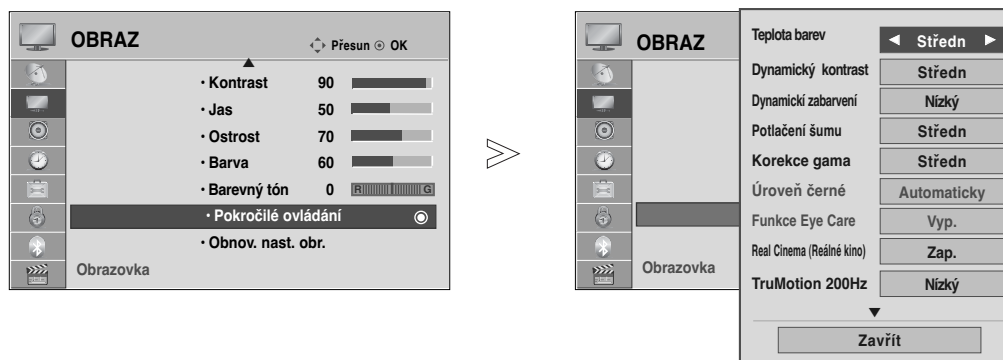 OBRAZ
Přesun OK
• Kontrast 90
• Jas 50
• Ostrost 70
• Barva 60
• Barevný tón 0 R G
• Pokročilé ovládání
• Obnov. nast. obr.
Obrazovka
OBRAZ
Obrazovka
Teplota barev ◄ Středn ►
Dynamický kontrast Středn
Dynamickí zabarvení Nízký
Potlačení šumu Středn
Korekce gama Středn
Úroveň černé Automaticky
Funkce Eye Care Vyp.
Real Cinema (Reálné kino) Zap.
TruMotion 200Hz Nízký
Zavřít